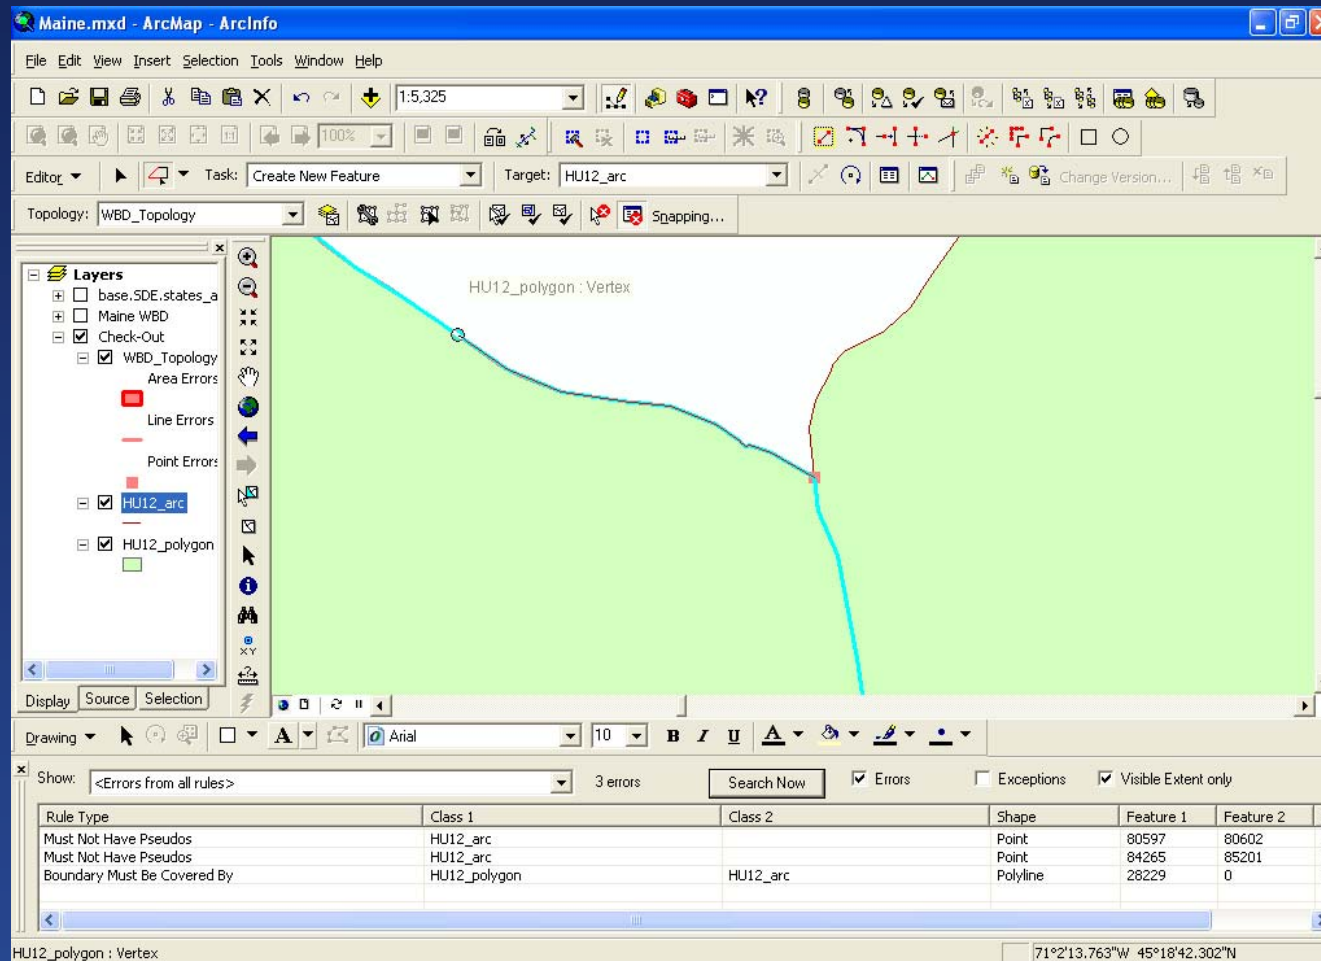 Maine.mxd - ArcMap - ArcInfo
File Edit View Insert Selection Tools Window Help
1:5,325
100%
Editor Task: Create New Feature Target: HU12_arc Change Version...
Topology: WBD_Topology Snapping...
Layers
base.SDE.states_a
Maine WBD
Check-Out
WBD_Topology
Area Errors
Line Errors
Point Errors
HU12_arc
HU12_polygon
Display Source Selection
HU12_polygon : Vertex
Drawing A Arial 10 B I U A
Show: <Errors from all rules> 3 errors Search Now Errors Exceptions Visible Extent only
Rule Type Class 1 Class 2 Shape Feature 1 Feature 2
Must Not Have Pseudos HU12_arc Point 80597 80602
Must Not Have Pseudos HU12_arc Point 84265 85201
Boundary Must Be Covered By HU12_polygon HU12_arc Polyline 28229 0
HU12_polygon : Vertex 71°2'13.763"W 45°18'42.302"N